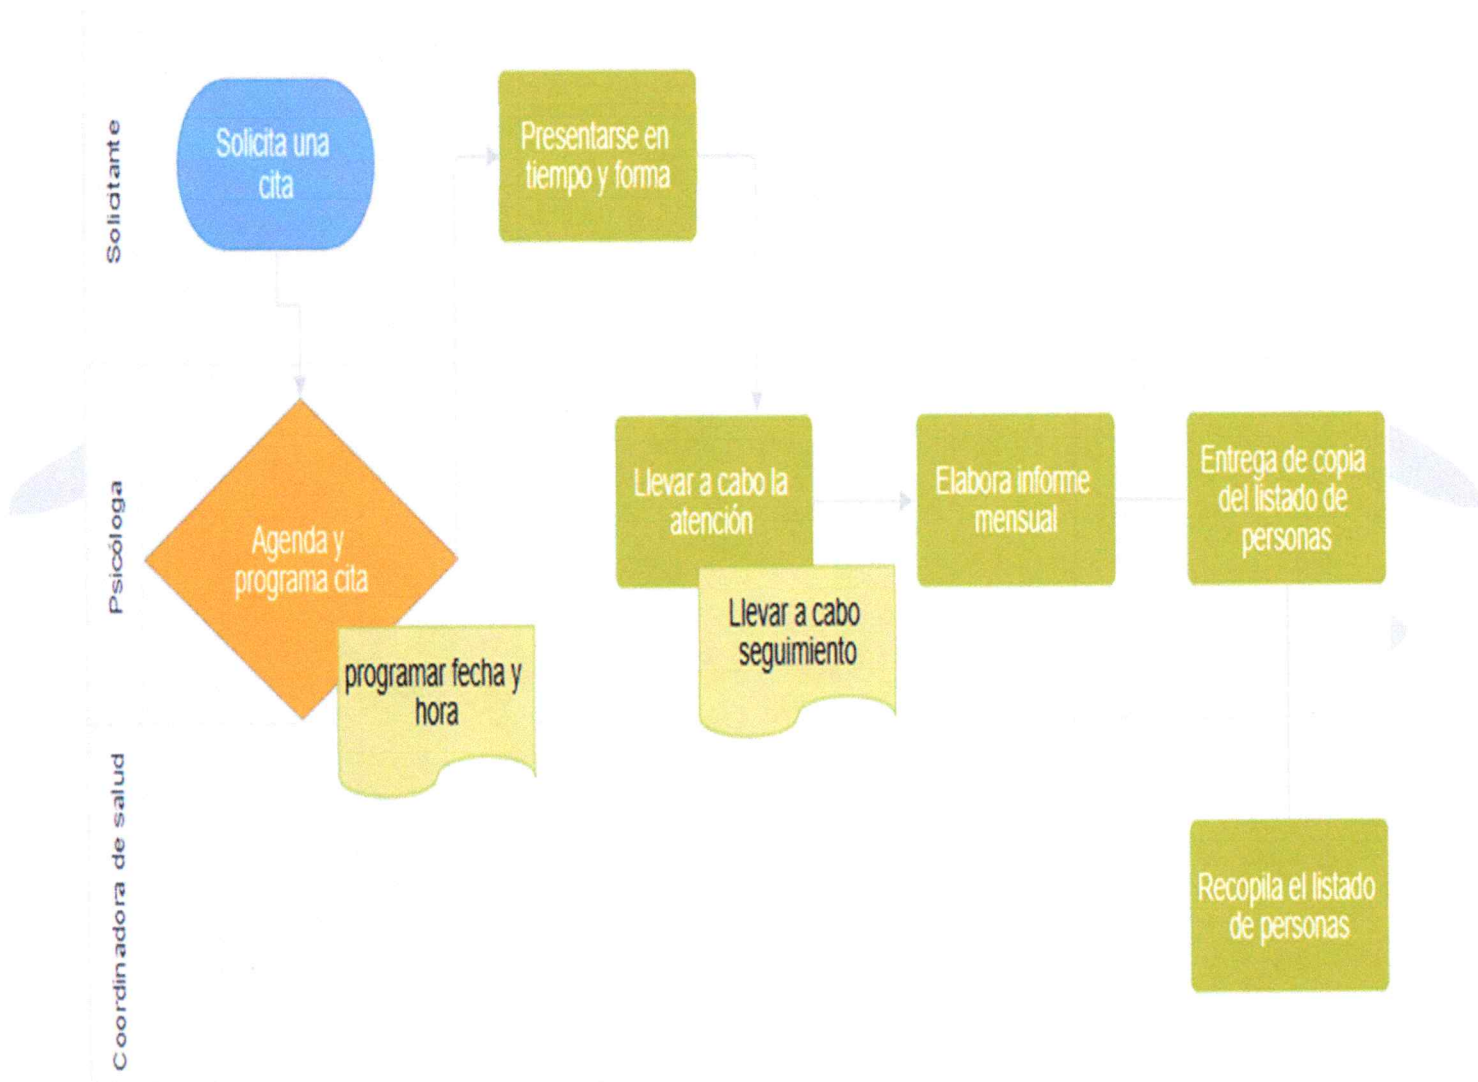 Solicitante
Solicita una
cita
Presentarse en
tiempo y forma
Psicóloga
Agenda y
programa cita
programar fecha y
hora
Llevar a cabo la
atención
Llevar a cabo
seguimiento
Elabora informe
mensual
Entrega de copia
del listado de
personas
Coordinadora de salud
Recopila el listado
de personas